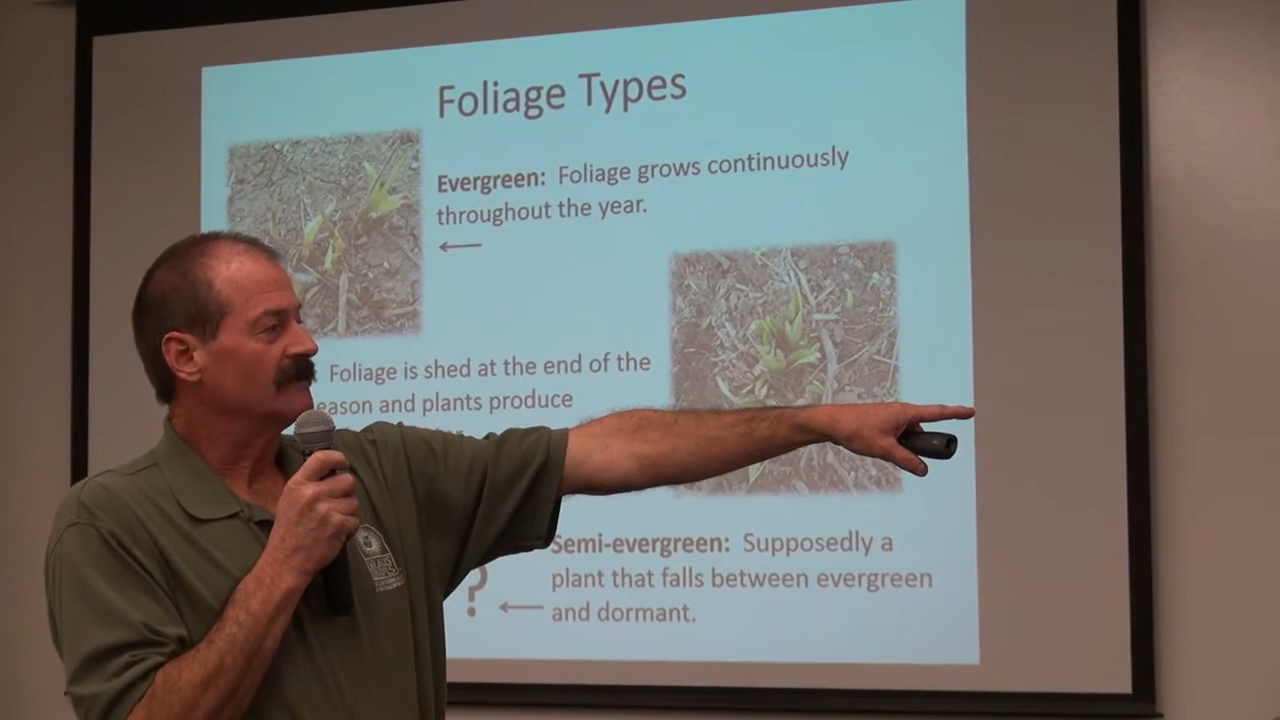 Foliage Types
Evergreen: Foliage grows continuously
throughout the year.
←
Foliage is shed at the end of the
eason and plants produce
Semi-evergreen: Supposedly a
plant that falls between evergreen
? ← and dormant.